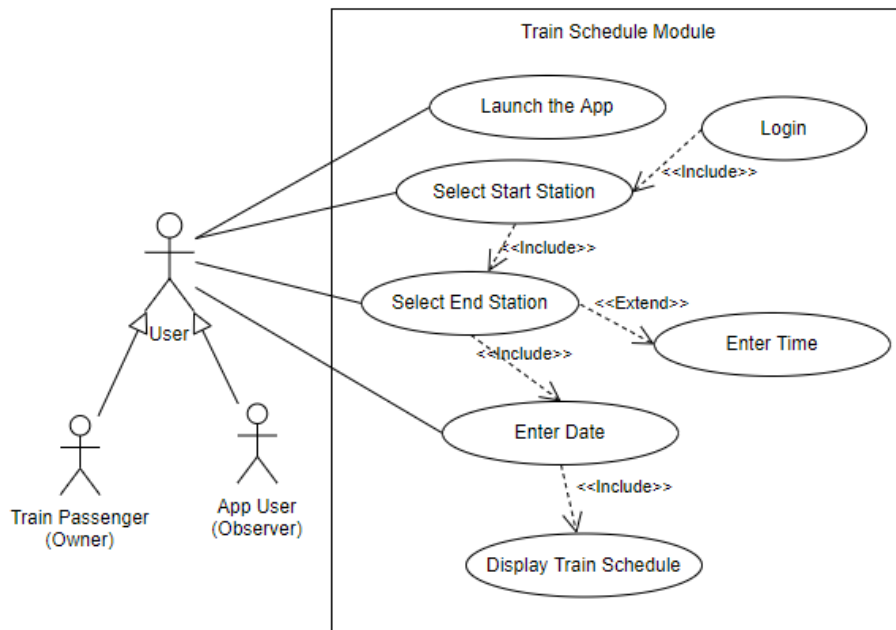 Train Schedule Module
Launch the App
Login
<<Include>>
Select Start Station
<<Include>>
Select End Station
<<Extend>>
User
Enter Time
<<Include>>
Enter Date
<<Include>>
Train Passenger
(Owner)
App User
(Observer)
Display Train Schedule